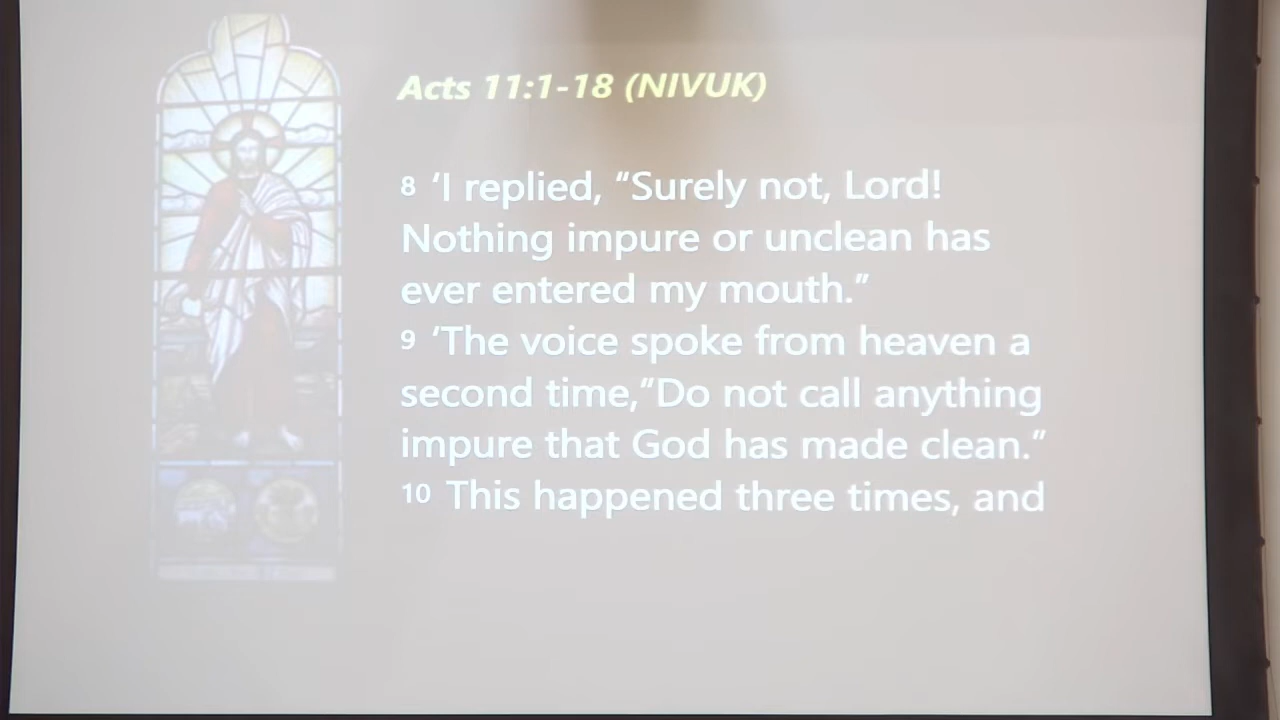 Acts 11:1-18 (NIVUK)
8 ‘I replied, “Surely not, Lord!
Nothing impure or unclean has
ever entered my mouth.”
9 ‘The voice spoke from heaven a
second time,”Do not call anything
impure that God has made clean.”
10 This happened three times, and